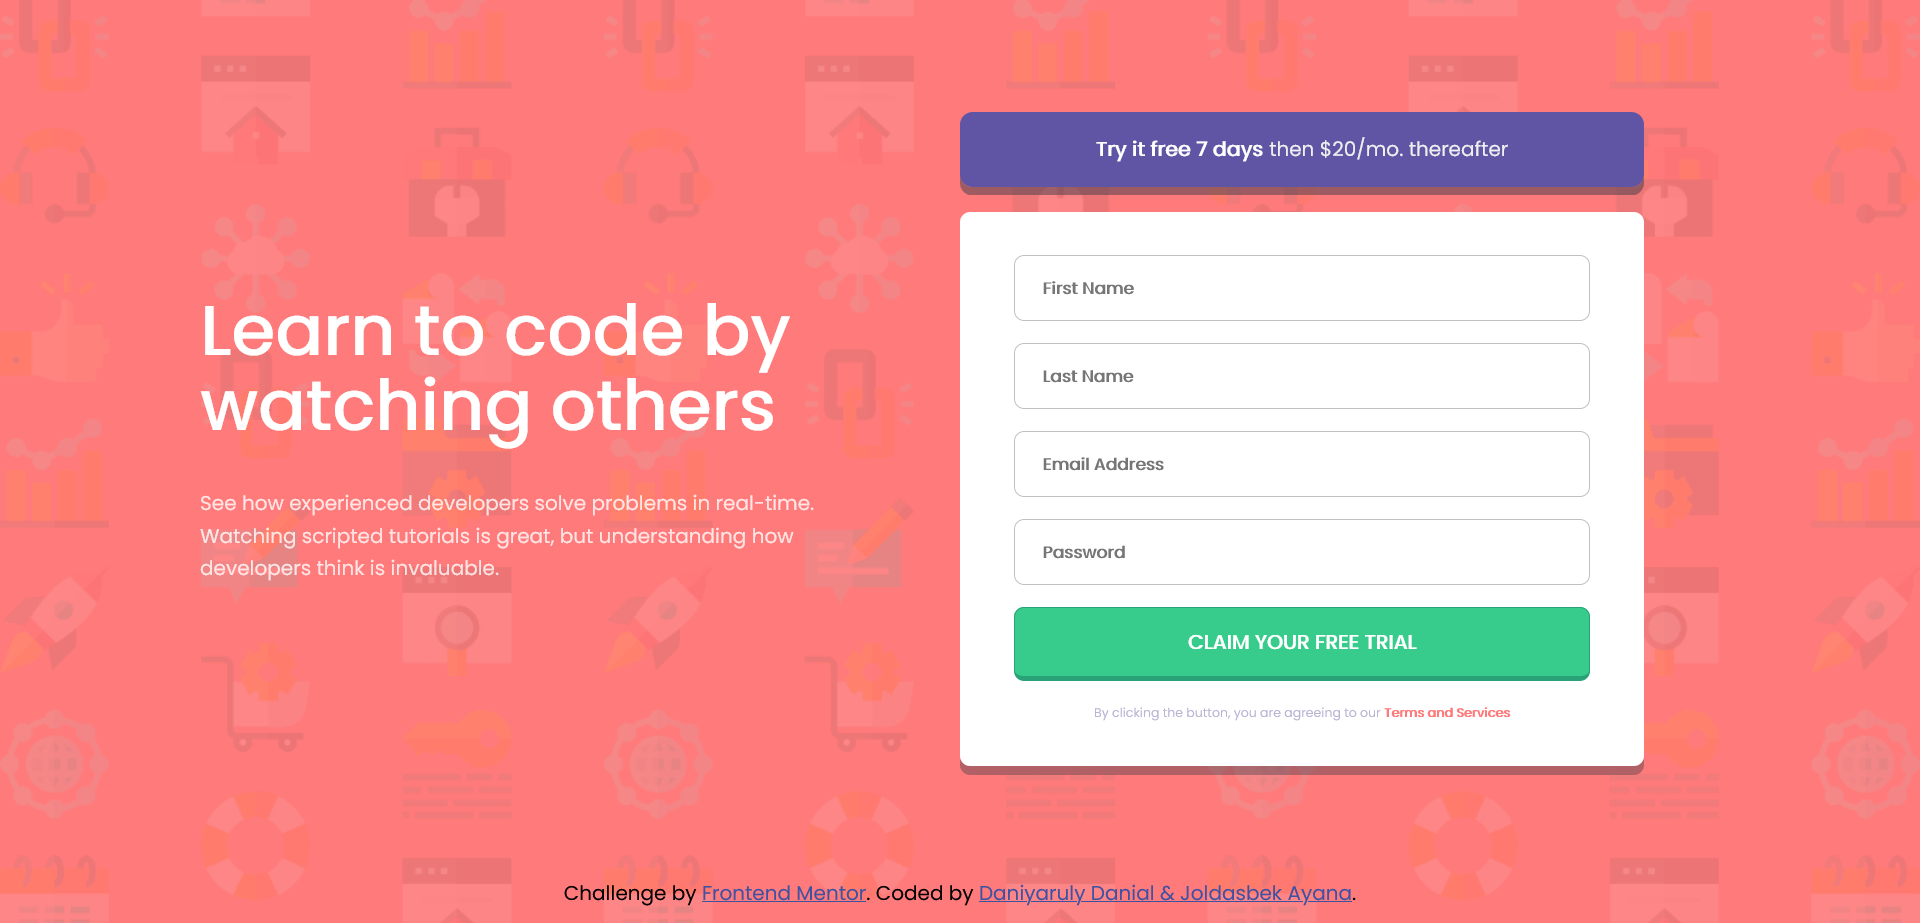 Learn to code by
watching others
See how experienced developers solve problems in real-time.
Watching scripted tutorials is great, but understanding how
developers think is invaluable.
Try it free 7 days then $20/mo. thereafter
First Name
Last Name
Email Address
Password
CLAIM YOUR FREE TRIAL
By clicking the button, you are agreeing to our Terms and Services
Challenge by Frontend Mentor. Coded by Daniyaruly Danial & Joldasbek Ayana.